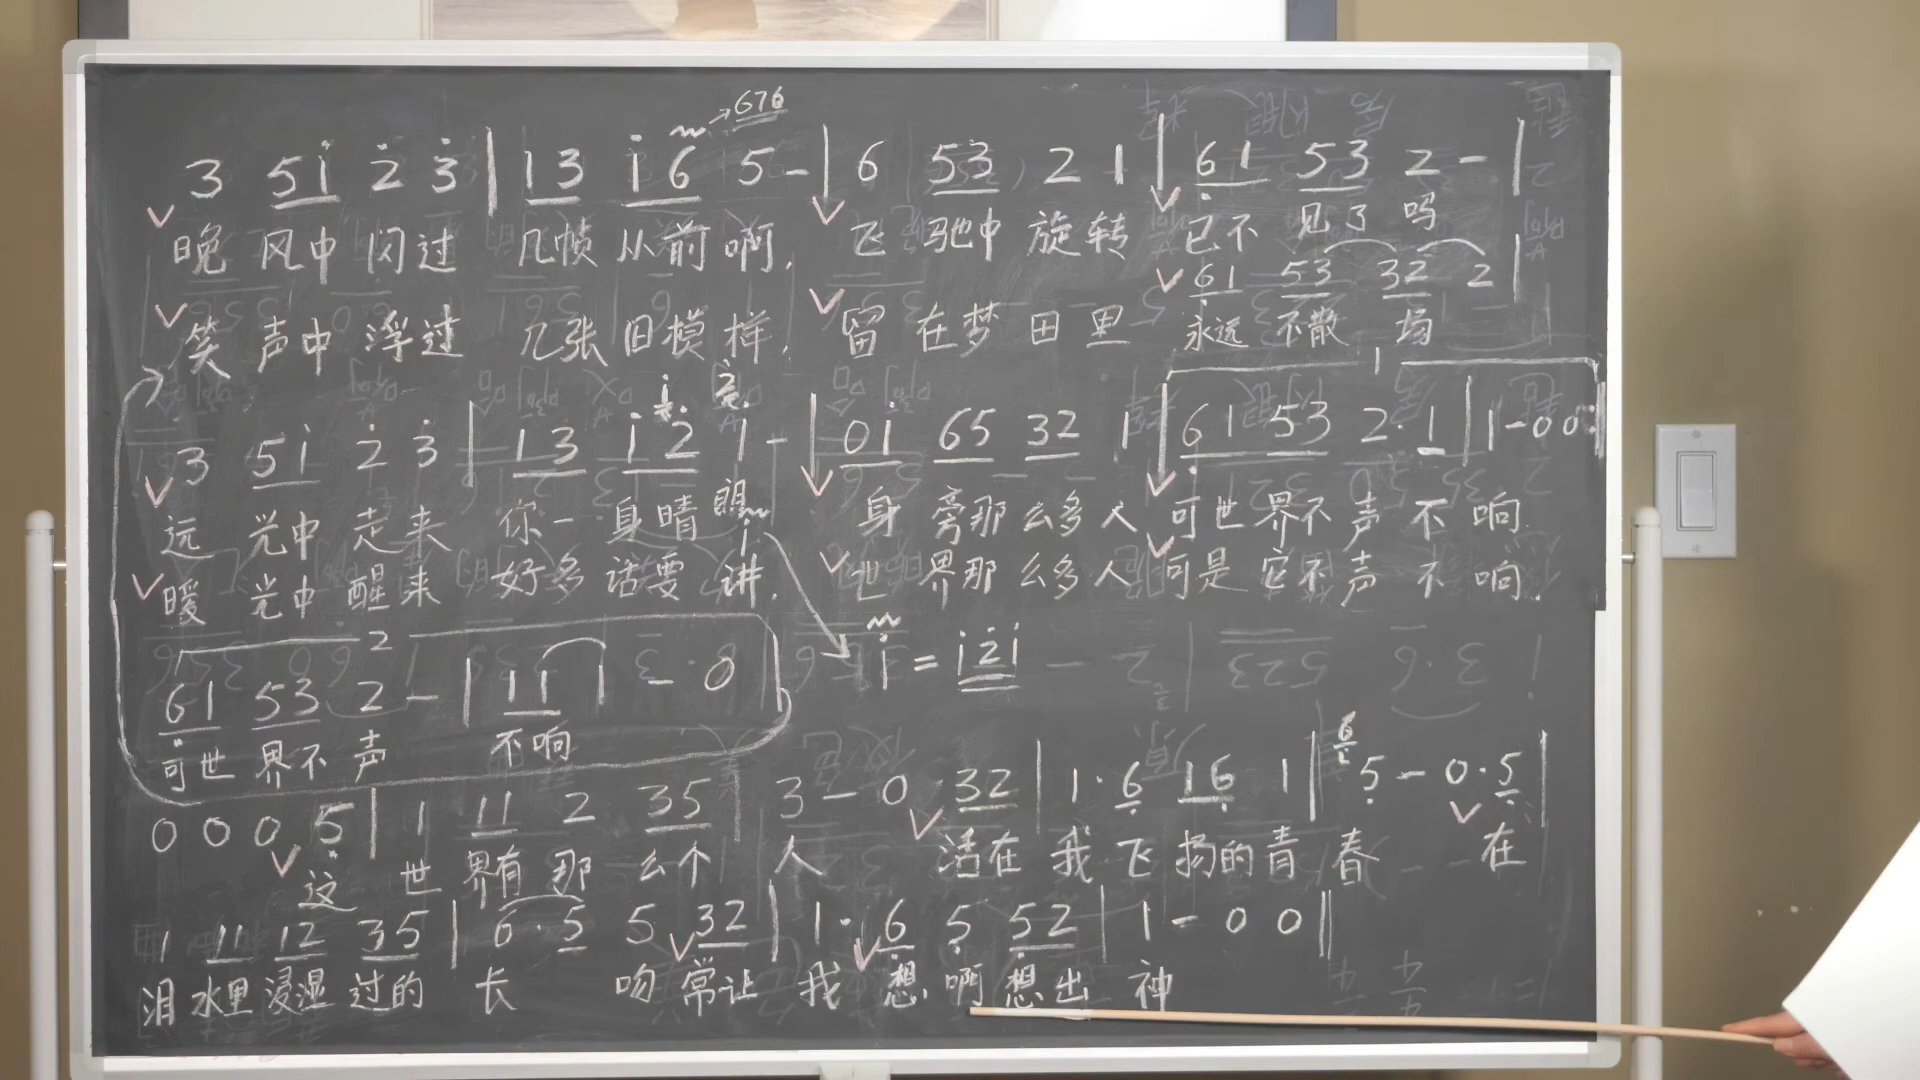 676
3 5i 2 3 | 13 i6 5 - | 6 53 2 1 | 61 53 2 - |
晚 风中 闪过 几帧 从前 啊, 飞 驰中 旋转 已不 见了 吗
61 53 32 2 |
笑 声中 浮过 几张 旧模样, 留 在梦 田里 永远 不散 场
1
3 5i 2 3 | 13 i2 i - | 0i 65 32 1 | 61 53 2· 1 | 1 - 0 0 :|
远 光中 走来 你一 身晴朗 身 旁那 么多人 可世界不声 不 响.
暖 光中 醒来 好多 话要 讲. 世 界那 么多人 可是它不声 不 响.
2
i = i2i
61 53 2 - | 11 1 - 0 |
可世 界不 声 不响
0 0 0 5 | 1 11 2 35 | 3 - 0 32 | 1· 6 16 1 | 5 - 0· 5 |
这 世 界有 那 么个 人 活在 我 飞 扬的 青 春 在
1 11 12 35 | 6· 5 5 32 | 1· 6 5 52 | 1 - 0 0 ||
泪 水里 浸湿 过的 长 吻 常让 我 想 啊 想出 神